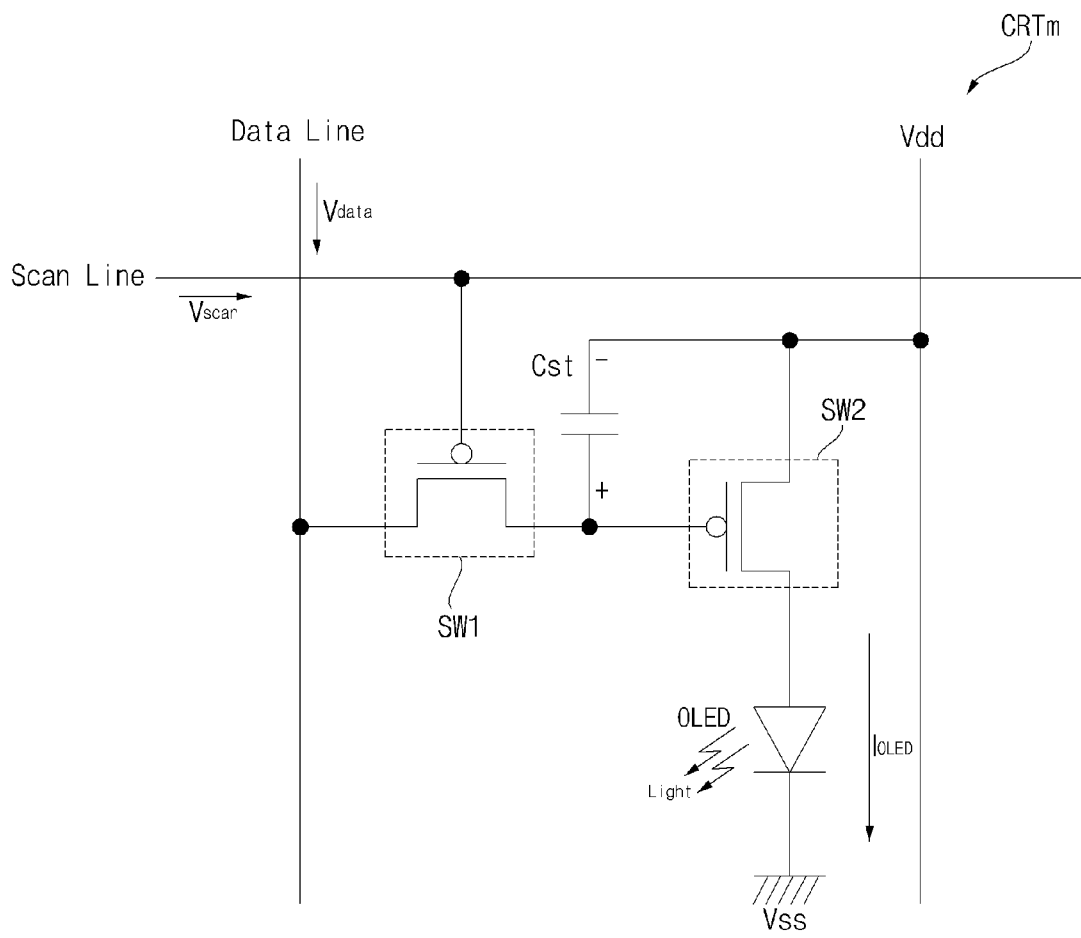 CRTm
Data Line
Vdd
Vdata
Scan Line
Vscan
Cst
−
SW2
+
SW1
OLED
IOLED
Light
Vss